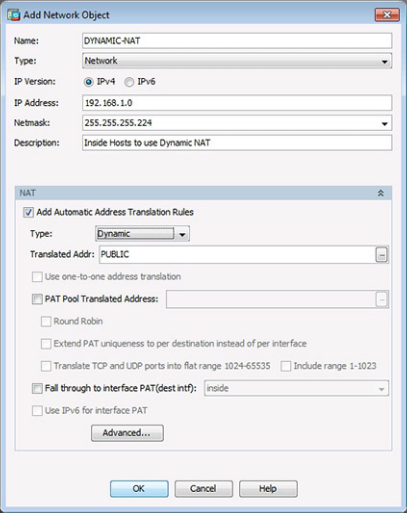 Add Network Object
Name: DYNAMIC-NAT
Type: Network
IP Version: IPv4 IPv6
IP Address: 192.168.1.0
Netmask: 255.255.255.224
Description: Inside Hosts to use Dynamic NAT
NAT
Add Automatic Address Translation Rules
Type: Dynamic
Translated Addr: PUBLIC
Use one-to-one address translation
PAT Pool Translated Address:
Round Robin
Extend PAT uniqueness to per destination instead of per interface
Translate TCP and UDP ports into flat range 1024-65535 Include range 1-1023
Fall through to interface PAT(dest intf): inside
Use IPv6 for interface PAT
Advanced...
OK Cancel Help